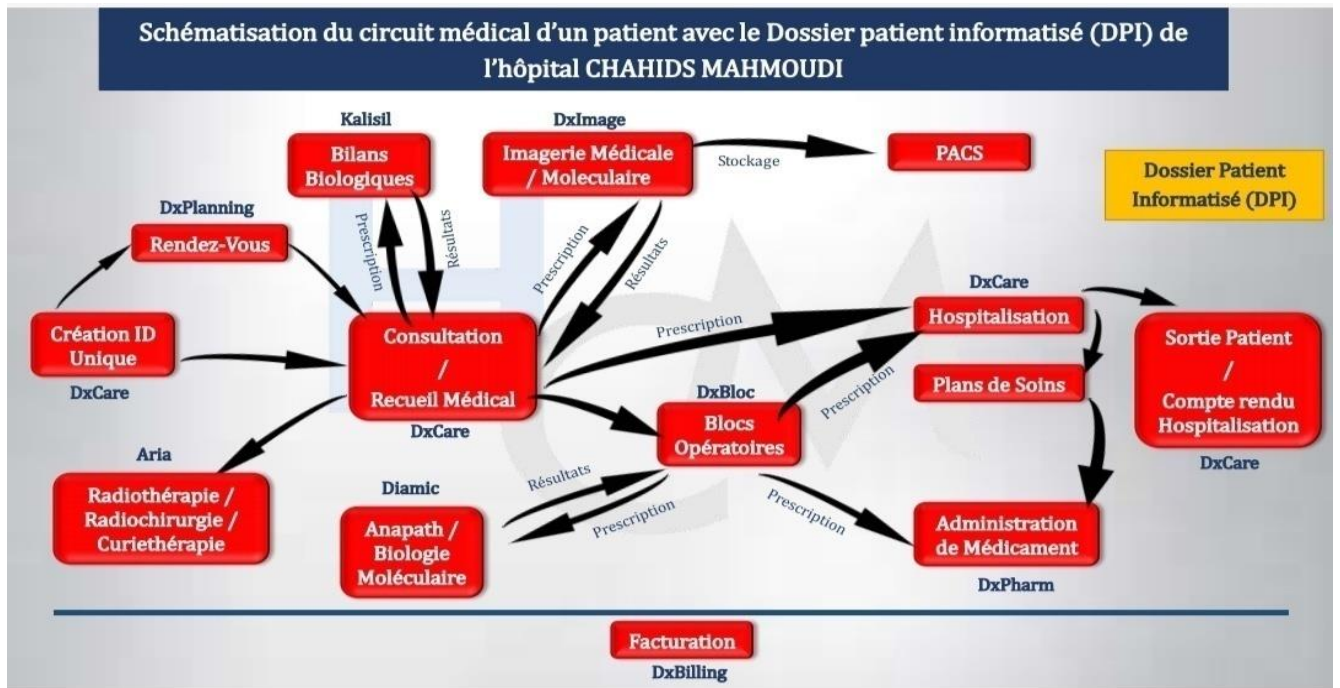 Schématisation du circuit médical d'un patient avec le Dossier patient informatisé (DPI) de
l'hôpital CHAHIDS MAHMOUDI
Kalisil
Bilans
Biologiques
DxImage
Imagerie Médicale
/ Moleculaire
Stockage
PACS
Dossier Patient
Informatisé (DPI)
DxPlanning
Rendez-Vous
Prescription
Résultats
Prescription
Résultats
Création ID
Unique
DxCare
Consultation
/
Recueil Médical
DxCare
Prescription
DxCare
Hospitalisation
Plans de Soins
Sortie Patient
/
Compte rendu
Hospitalisation
DxCare
DxBloc
Blocs
Opératoires
Prescription
Aria
Radiothérapie /
Radiochirurgie /
Curiethérapie
Diamic
Anapath /
Biologie
Moléculaire
Résultats
Prescription
Prescription
Administration
de Médicament
DxPharm
Facturation
DxBilling